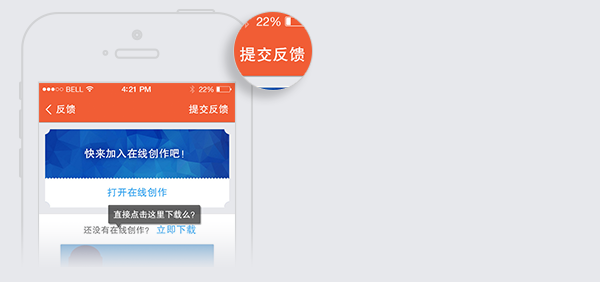 22%
提交反馈
BELL 4:21 PM 22%
反馈 提交反馈
快来加入在线创作吧！
打开在线创作
直接点击这里下载么?
还没有在线创作? 立即下载